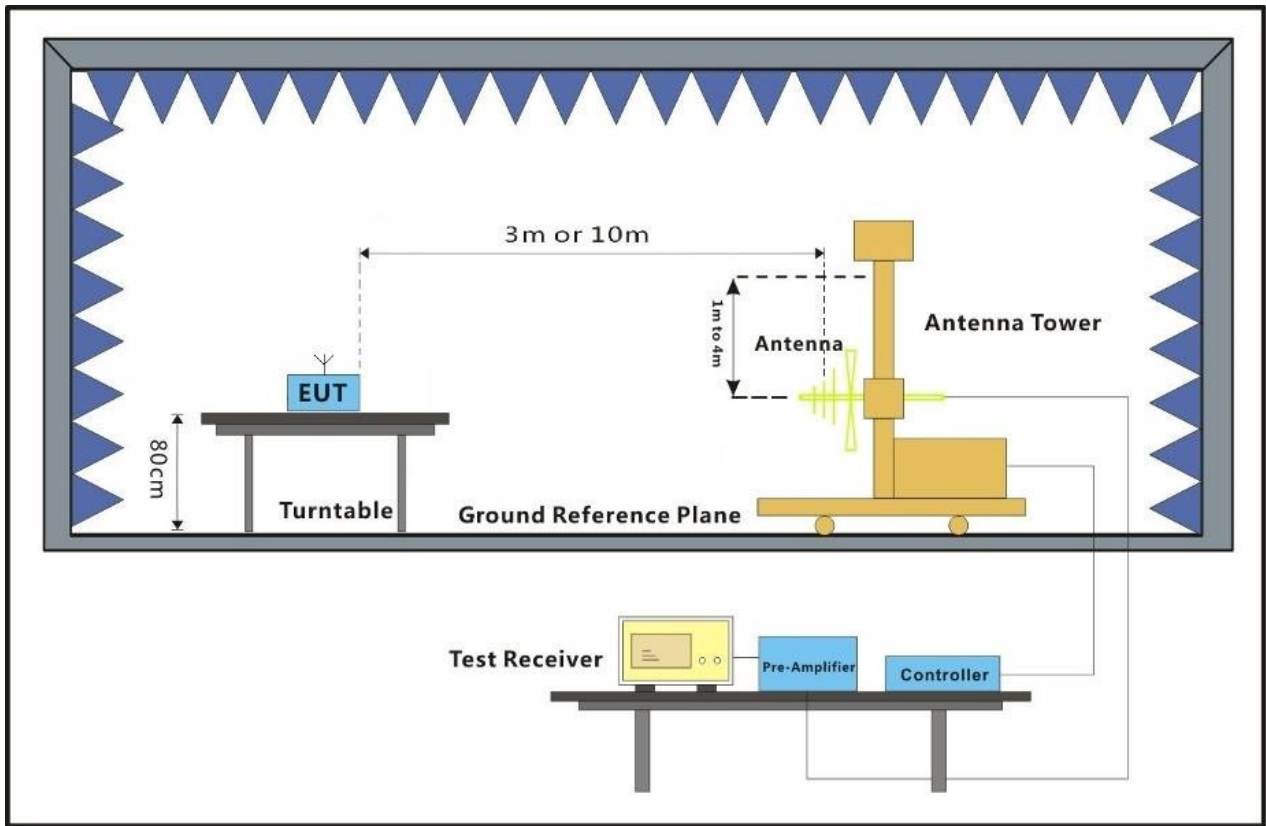 3m or 10m
1m to 4m
Antenna
Antenna Tower
EUT
80cm
Turntable
Ground Reference Plane
Test Receiver
Pre-Amplifier
Controller